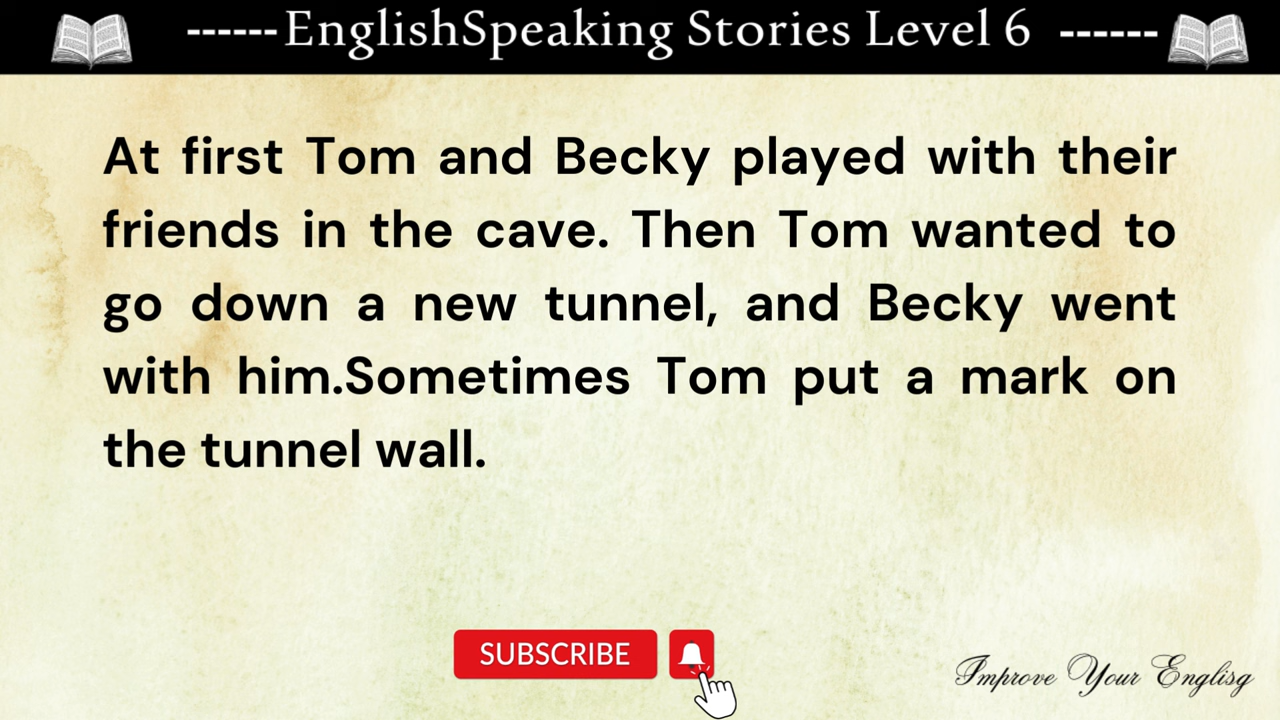 ------EnglishSpeaking Stories Level 6 ------
At first Tom and Becky played with their
friends in the cave. Then Tom wanted to
go down a new tunnel, and Becky went
with him.Sometimes Tom put a mark on
the tunnel wall.
SUBSCRIBE
Improve Your Englisg